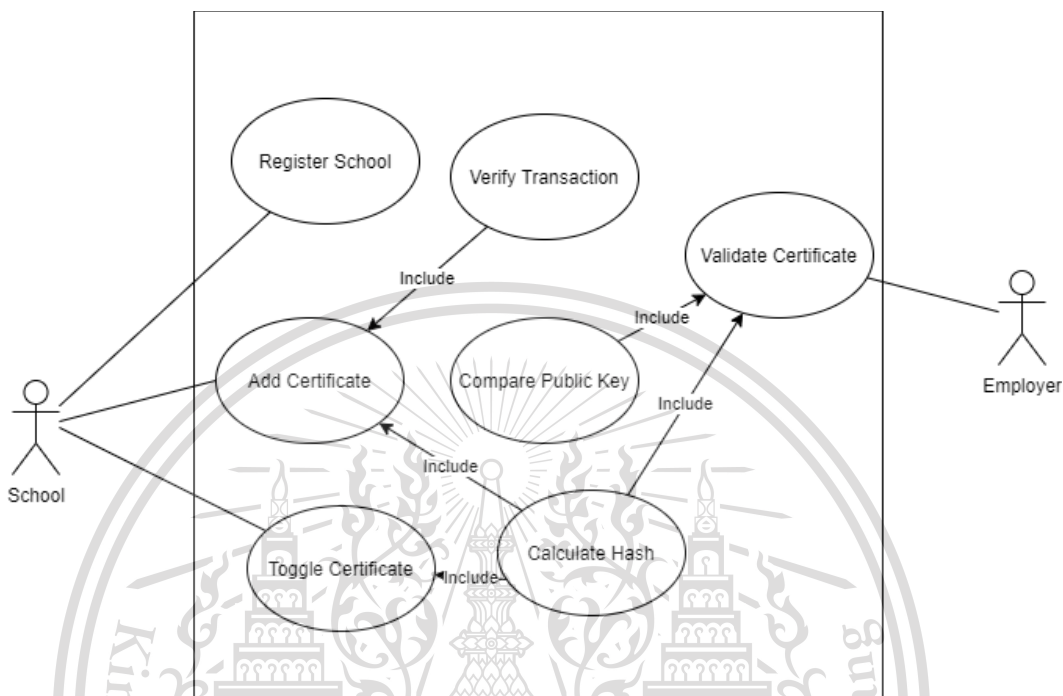 Register School
Verify Transaction
Validate Certificate
Include
Include
Add Certificate
Compare Public Key
Include
Employer
Include
School
Toggle Certificate
Include
Calculate Hash